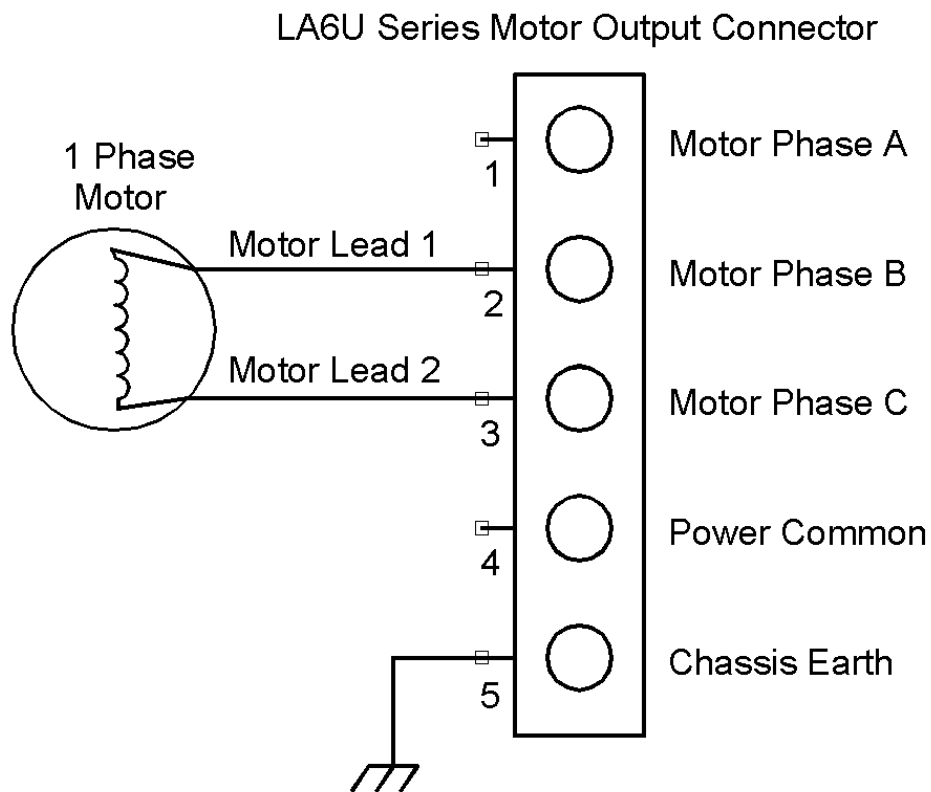 LA6U Series Motor Output Connector
1 Phase
Motor
Motor Lead 1
Motor Lead 2
1
Motor Phase A
2
Motor Phase B
3
Motor Phase C
4
Power Common
5
Chassis Earth